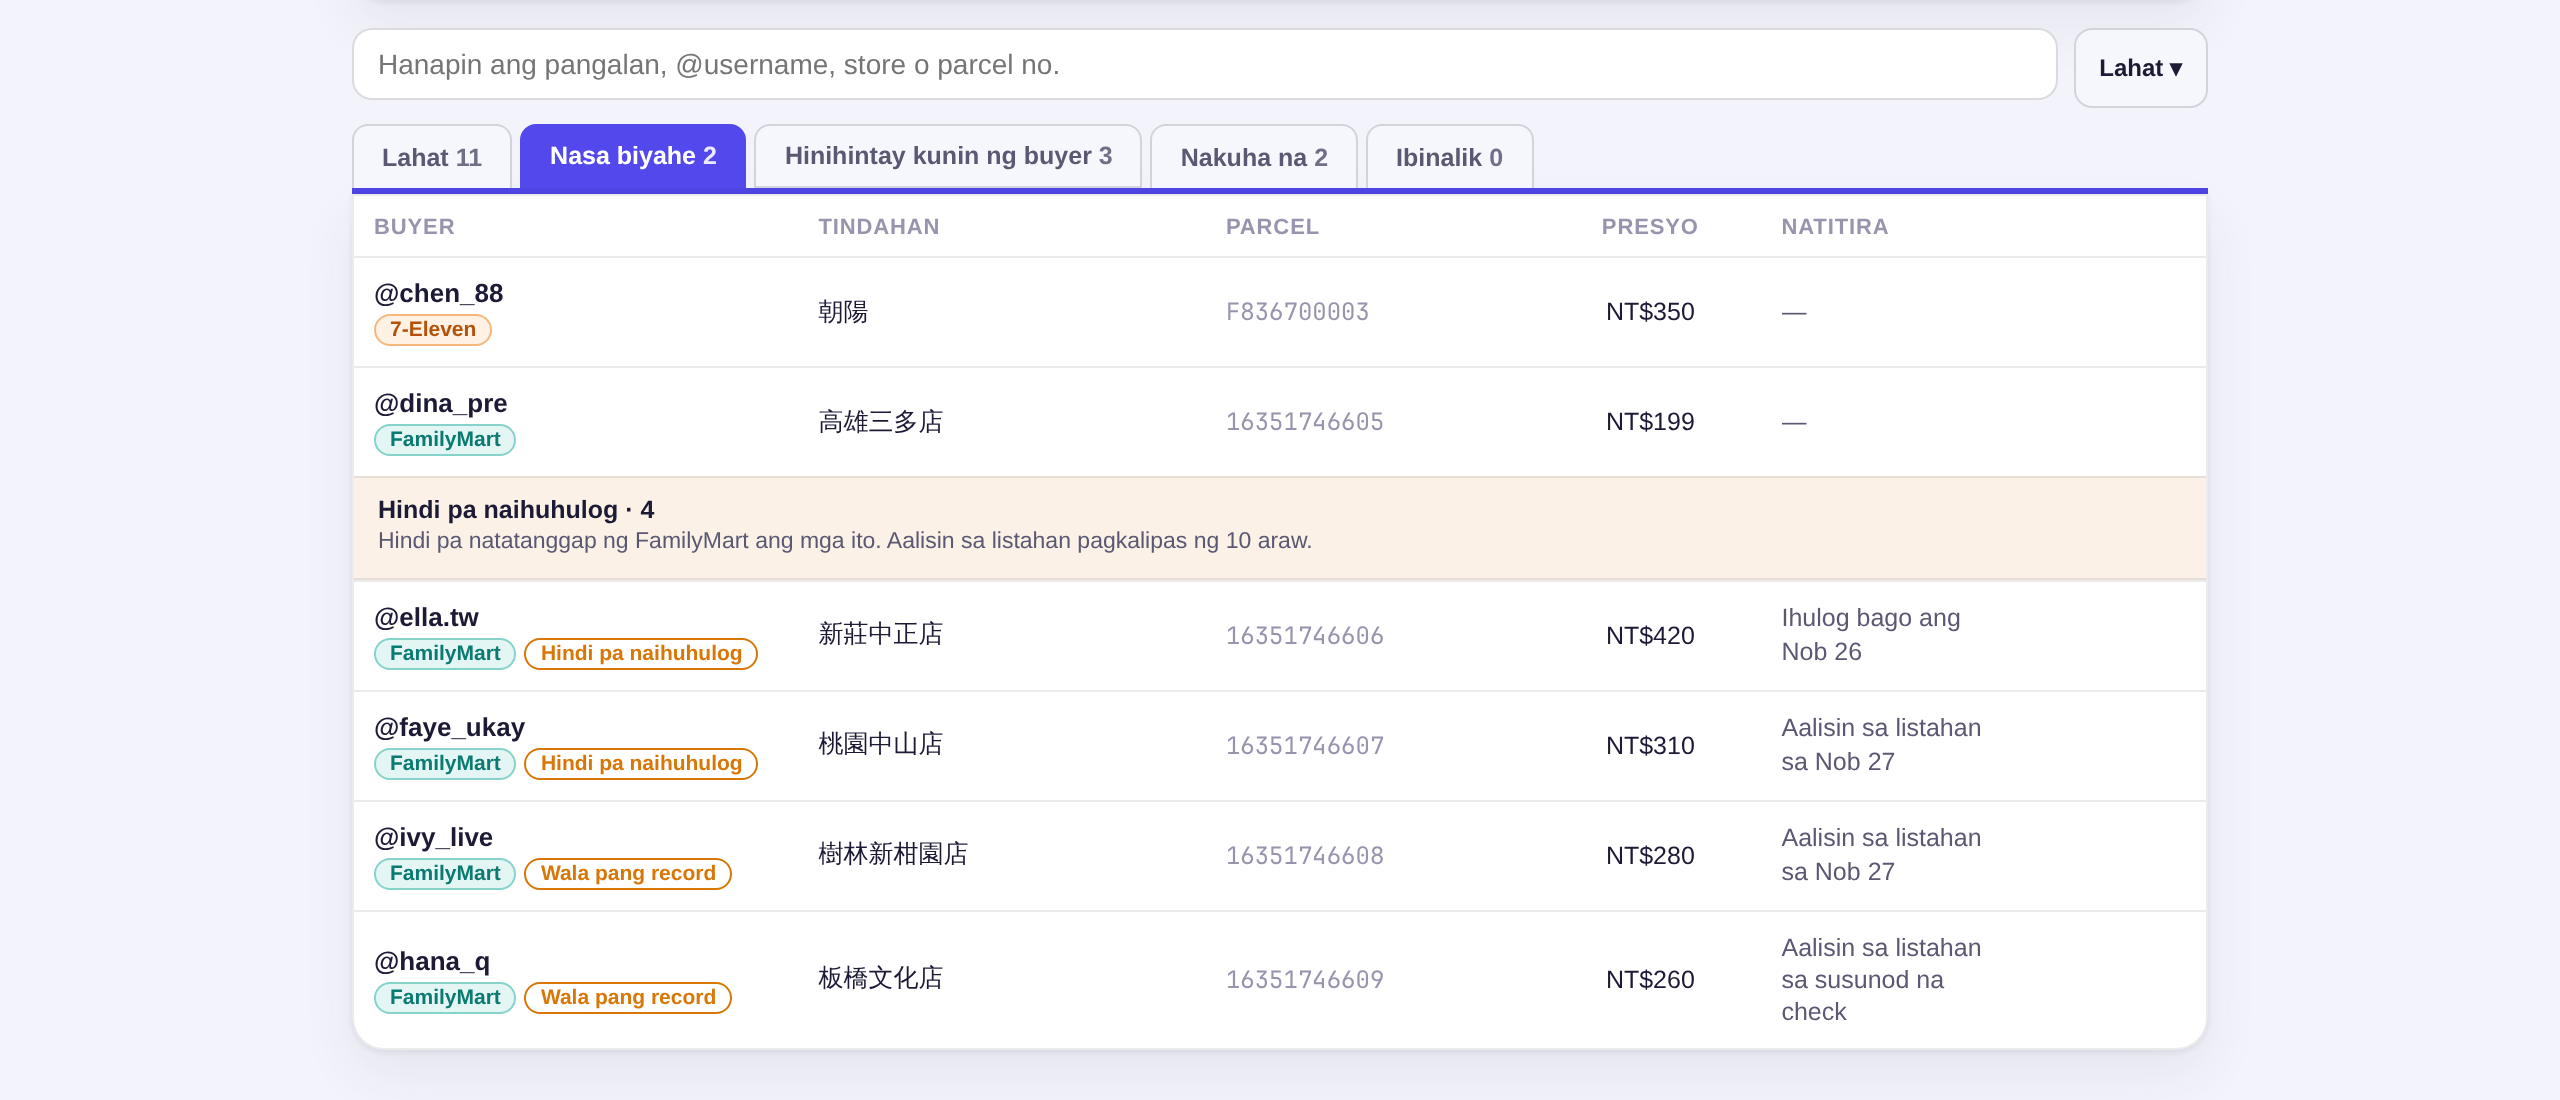 Hanapin ang pangalan, @username, store o parcel no.
Lahat ▾
Lahat 11
Nasa biyahe 2
Hinihintay kunin ng buyer 3
Nakuha na 2
Ibinalik 0
BUYER TINDAHAN PARCEL PRESYO NATITIRA
@chen_88
7-Eleven
朝陽
F836700003
NT$350
—
@dina_pre
FamilyMart
高雄三多店
16351746605
NT$199
—
Hindi pa naihuhulog · 4
Hindi pa natatanggap ng FamilyMart ang mga ito. Aalisin sa listahan pagkalipas ng 10 araw.
@ella.tw
FamilyMart Hindi pa naihuhulog
新莊中正店
16351746606
NT$420
Ihulog bago ang
Nob 26
@faye_ukay
FamilyMart Hindi pa naihuhulog
桃園中山店
16351746607
NT$310
Aalisin sa listahan
sa Nob 27
@ivy_live
FamilyMart Wala pang record
樹林新柑園店
16351746608
NT$280
Aalisin sa listahan
sa Nob 27
@hana_q
FamilyMart Wala pang record
板橋文化店
16351746609
NT$260
Aalisin sa listahan
sa susunod na
check